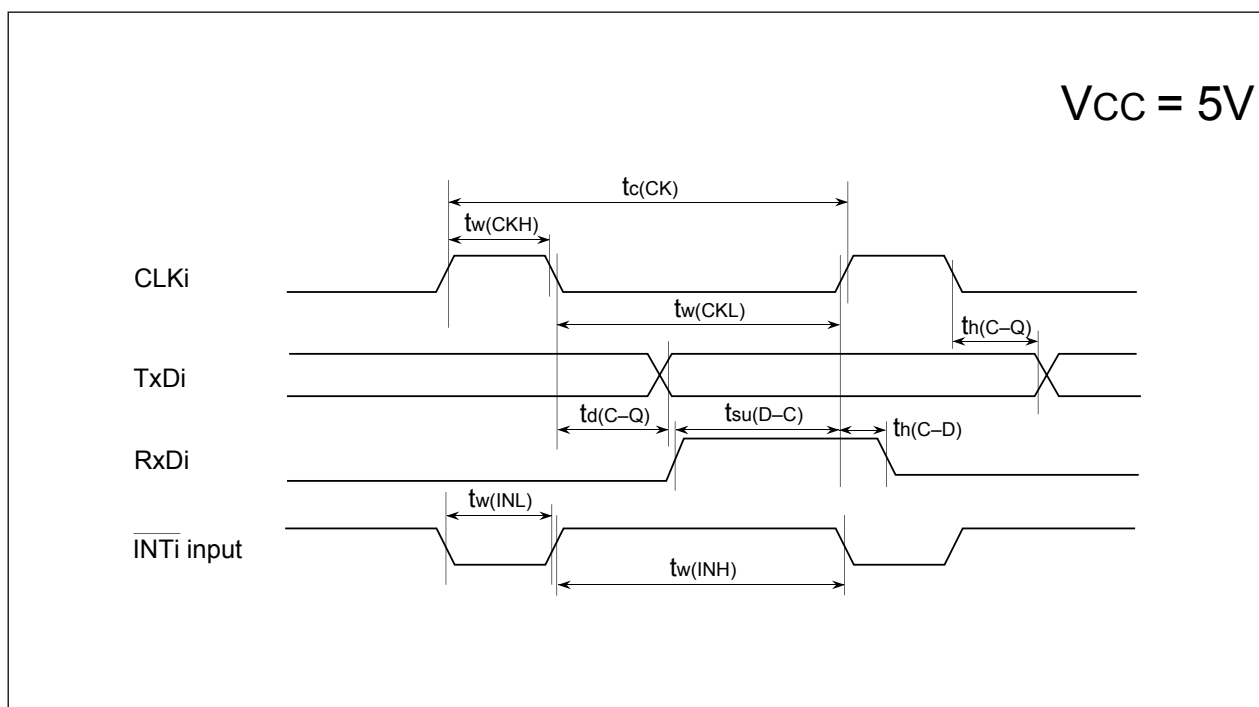 VCC = 5V
tc(CK)
tw(CKH)
CLKi
tw(CKL)
th(C–Q)
TxDi
td(C–Q)
tsu(D–C)
th(C–D)
RxDi
tw(INL)
INTi input
tw(INH)